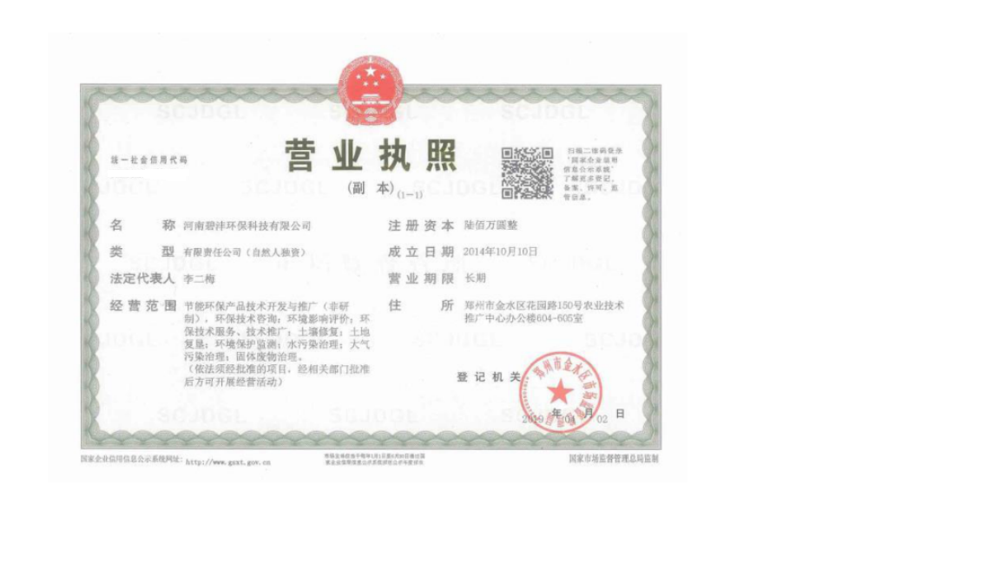 营业执照
(副 本)(1-1)
统一社会信用代码
扫描二维码登录
“国家企业信用
信息公示系统”
了解更多登记、
备案、许可、监
管信息。
名 称 河南碧沣环保科技有限公司
类 型 有限责任公司(自然人独资)
法定代表人 李二梅
经营范围 节能环保产品技术开发与推广(非研
制),环保技术咨询;环境影响评价;环
保技术服务、技术推广;土壤修复;土地
复垦;环境保护监测;水污染治理;大气
污染治理;固体废物治理。
(依法须经批准的项目,经相关部门批准
后方可开展经营活动)
注册资本 陆佰万圆整
成立日期 2014年10月10日
营业期限 长期
住 所 郑州市金水区花园路150号农业技术
推广中心办公楼604-605室
登记机关
郑州市金水区市场监督管理局
2019 年 04 月 02 日
国家企业信用信息公示系统网址:http://www.gsxt.gov.cn
国家市场监督管理总局监制